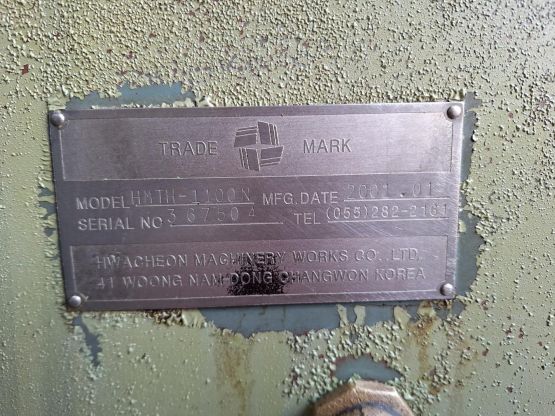 TRADE MARK
MODEL HMTH-1100N MFG.DATE 2001.01
SERIAL NO 367504 TEL (055)282-2161
HWACHEON MACHINERY WORKS CO., LTD.
41 WOONG NAM-DONG CHANGWON KOREA